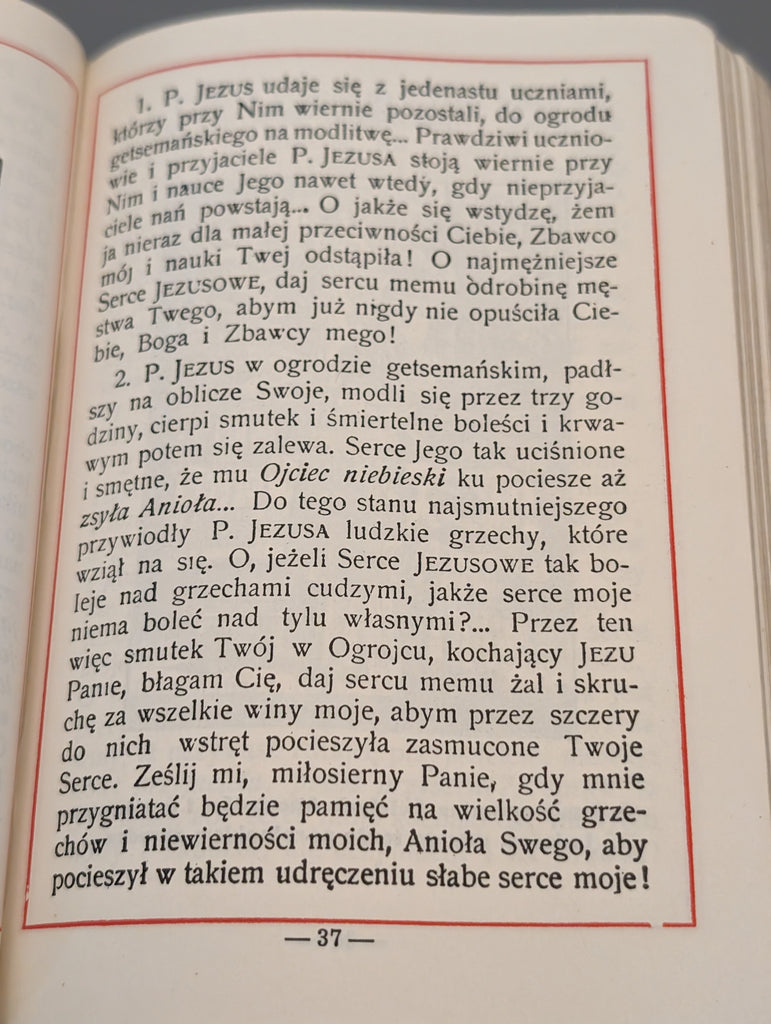 1. P. JEZUS udaje się z jedenastu uczniami,
którzy przy Nim wiernie pozostali, do ogrodu
getsemańskiego na modlitwę... Prawdziwi ucznio-
wie i przyjaciele P. JEZUSA stoją wiernie przy
Nim i nauce Jego nawet wtedy, gdy nieprzyja-
ciele nań powstają... O jakże się wstydzę, żem
ja nieraz dla małej przeciwności Ciebie, Zbawco
mój i nauki Twej odstąpiła! O najmężniejsze
Serce JEZUSOWE, daj sercu memu odrobinę mę-
stwa Twego, abym już nigdy nie opuściła Cie-
bie, Boga i Zbawcy mego!
2. P. JEZUS w ogrodzie getsemańskim, padł-
szy na oblicze Swoje, modli się przez trzy go-
dziny, cierpi smutek i śmiertelne boleści i krwa-
wym potem się zalewa. Serce Jego tak uciśnione
i smętne, że mu Ojciec niebieski ku pociesze aż
zsyła Anioła... Do tego stanu najsmutniejszego
przywiodły P. JEZUSA ludzkie grzechy, które
wziął na się. O, jeżeli Serce JEZUSOWE tak bo-
leje nad grzechami cudzymi, jakże serce moje
niema boleć nad tylu własnymi?... Przez ten
więc smutek Twój w Ogrojcu, kochający JEZU
Panie, błagam Cię, daj sercu memu żal i skru-
chę za wszelkie winy moje, abym przez szczery
do nich wstręt pocieszyła zasmucone Twoje
Serce. Ześlij mi, miłosierny Panie, gdy mnie
przygniatać będzie pamięć na wielkość grze-
chów i niewierności moich, Anioła Swego, aby
pocieszył w takiem udręczeniu słabe serce moje!
— 37 —